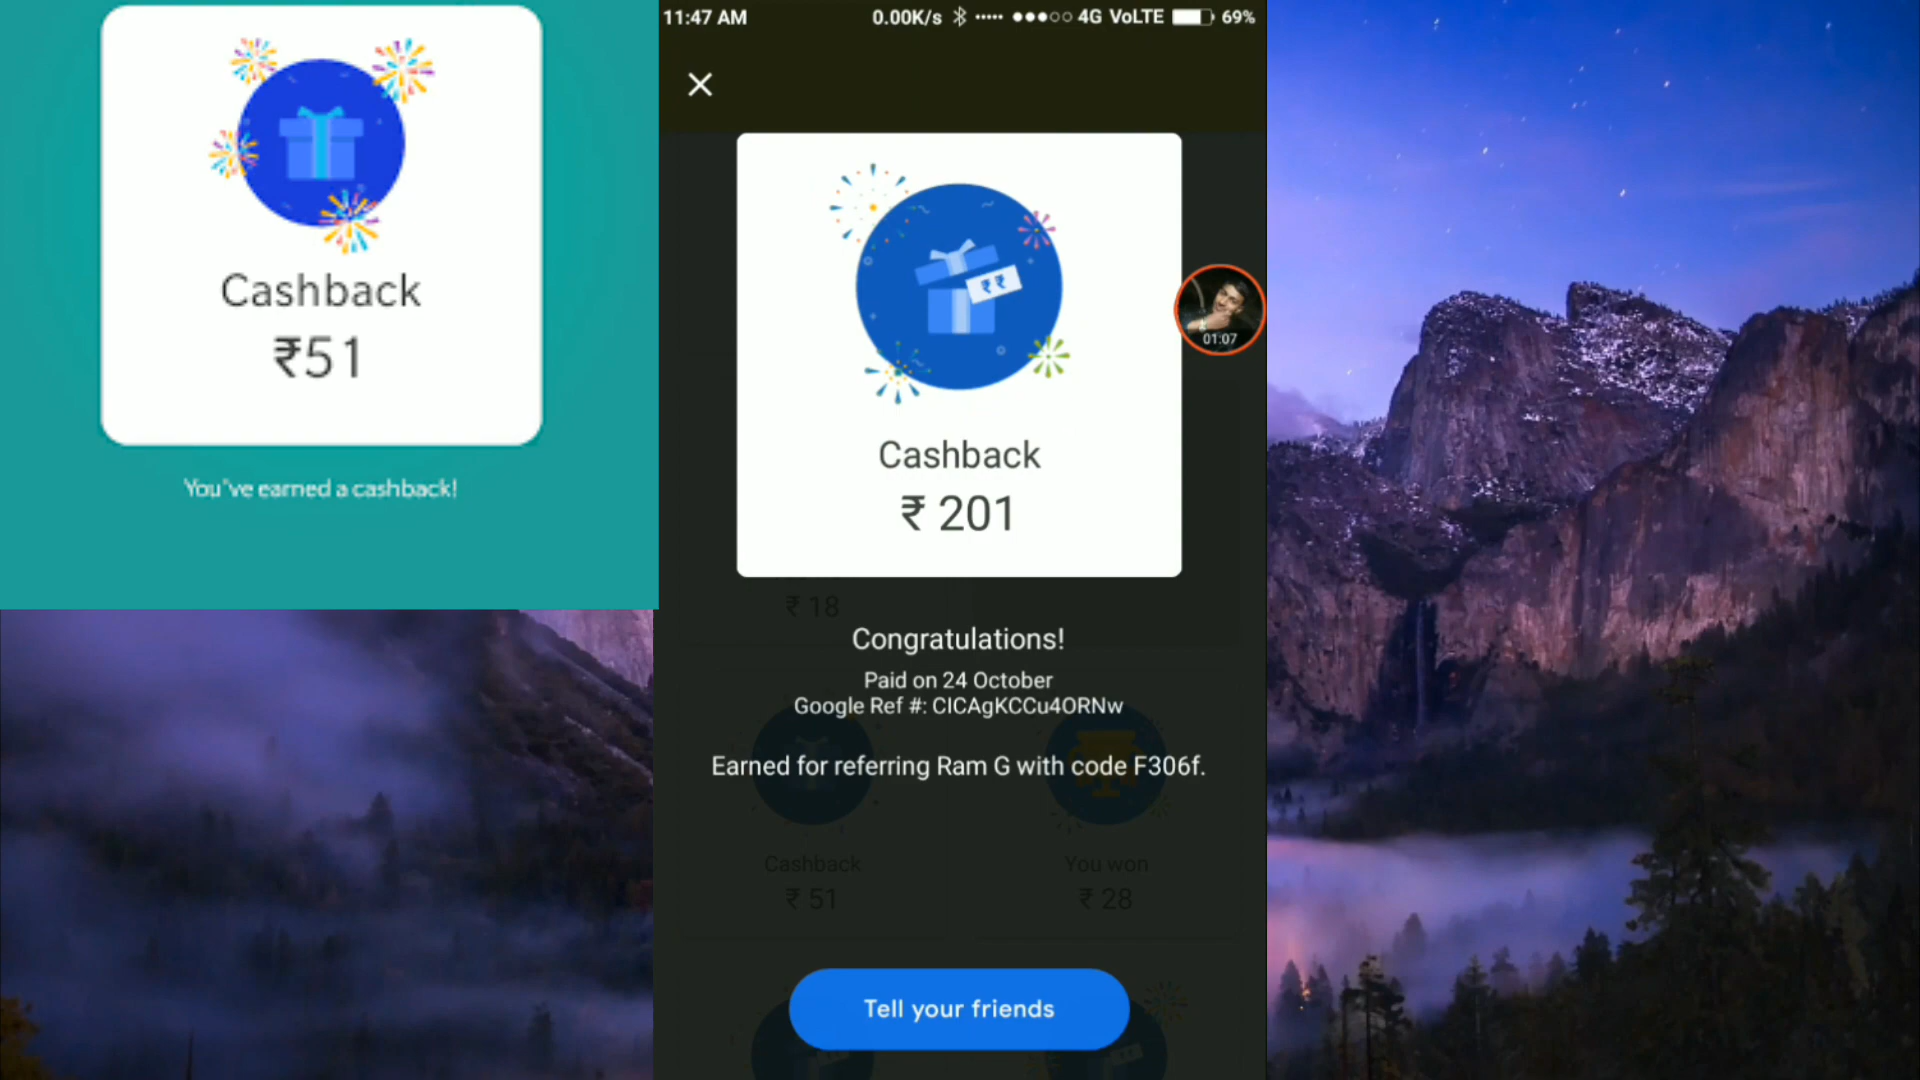 Cashback
₹51
You"ve earned a cashback!
11:47 AM
0.00K/s
4G VoLTE
69%
Cashback
₹ 201
01:07
₹ 18
Congratulations!
Paid on 24 October
Google Ref #: CICAgKCCu4ORNw
Earned for referring Ram G with code F306f.
Cashback
₹ 51
You won
₹ 28
Tell your friends